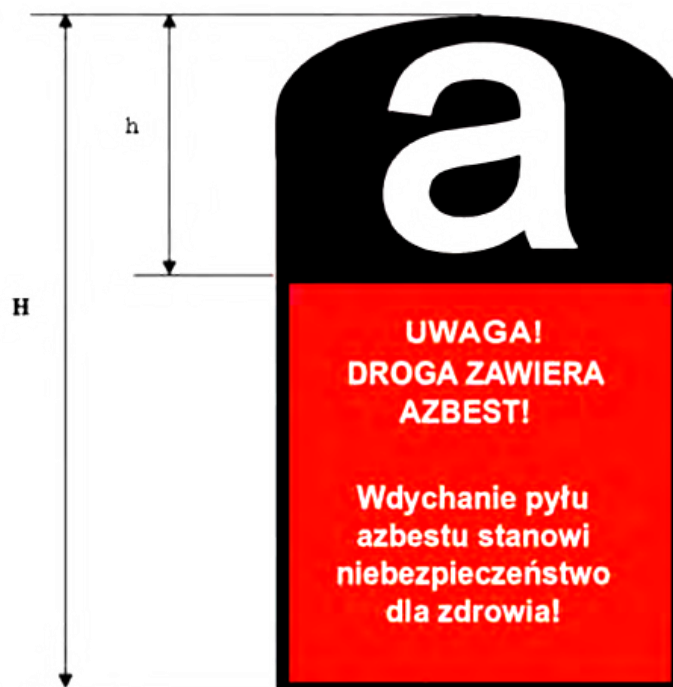 h
a
H
UWAGA!
DROGA ZAWIERA
AZBEST!
Wdychanie pyłu
azbestu stanowi
niebezpieczeństwo
dla zdrowia!